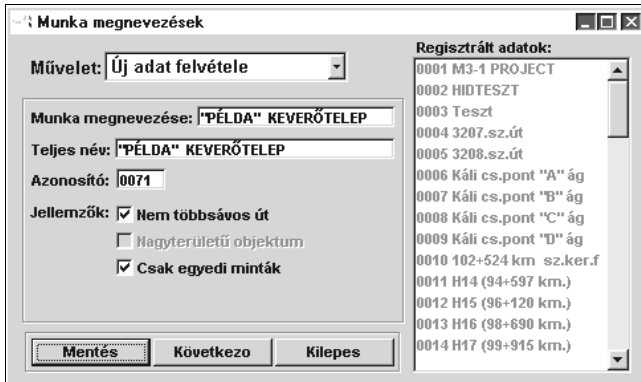 Munka megnevezések
Művelet: Új adat felvétele
Munka megnevezése: "PÉLDA" KEVERŐTELEP
Teljes név: "PÉLDA" KEVERŐTELEP
Azonosító: 0071
Jellemzők: Nem többsávos út
Nagyterületű objektum
Csak egyedi minták
Mentés Következo Kilepes
Regisztrált adatok:
0001 M3-1 PROJECT
0002 HIDTESZT
0003 Teszt
0004 3207.sz.út
0005 3208.sz.út
0006 Káli cs.pont "A" ág
0007 Káli cs.pont "B" ág
0008 Káli cs.pont "C" ág
0009 Káli cs.pont "D" ág
0010 102+524 km sz.ker.f
0011 H14 (94+597 km.)
0012 H15 (96+120 km.)
0013 H16 (98+690 km.)
0014 H17 (99+915 km.)